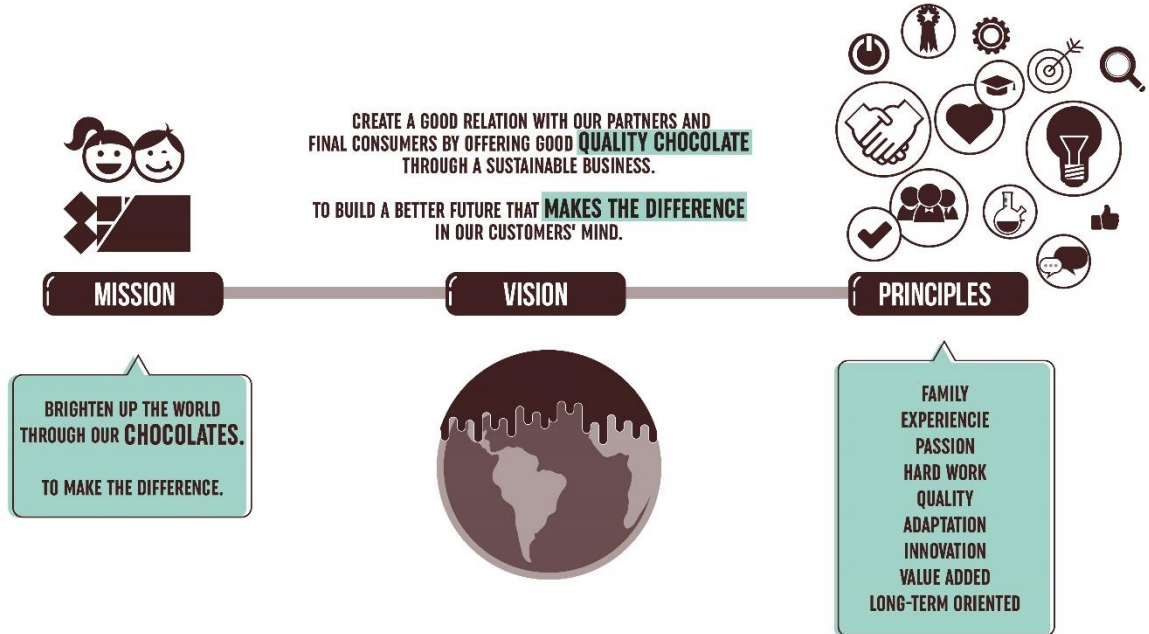 CREATE A GOOD RELATION WITH OUR PARTNERS AND
FINAL CONSUMERS BY OFFERING GOOD QUALITY CHOCOLATE
THROUGH A SUSTAINABLE BUSINESS.
TO BUILD A BETTER FUTURE THAT MAKES THE DIFFERENCE
IN OUR CUSTOMERS' MIND.
MISSION
VISION
PRINCIPLES
BRIGHTEN UP THE WORLD
THROUGH OUR CHOCOLATES.
TO MAKE THE DIFFERENCE.
FAMILY
EXPERIENCIE
PASSION
HARD WORK
QUALITY
ADAPTATION
INNOVATION
VALUE ADDED
LONG-TERM ORIENTED